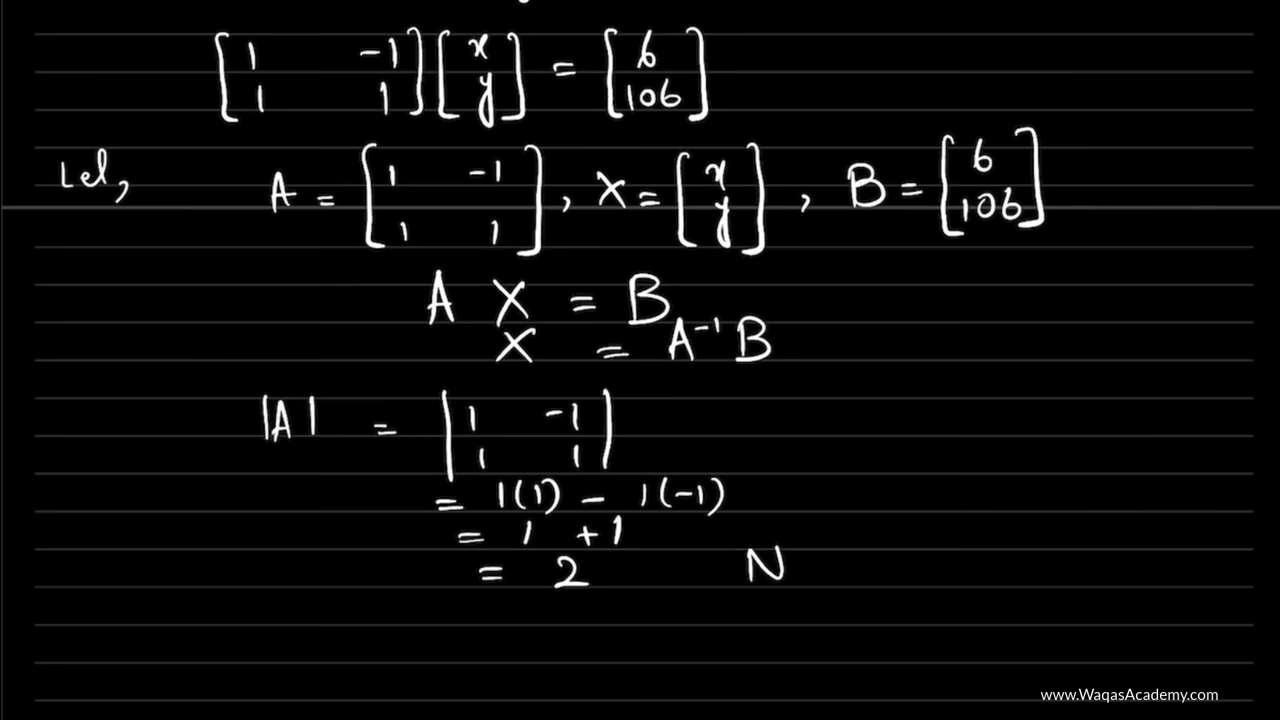 [1 -1] [x] = [6]
[1 1] [y] [106]
Let, A = [1 -1], X = [x], B = [6]
[1 1] [y] [106]
A X = B
X = A⁻¹ B
|A| = |1 -1|
|1 1|
= 1(1) - 1(-1)
= 1 + 1
= 2 N
www.WaqasAcademy.com